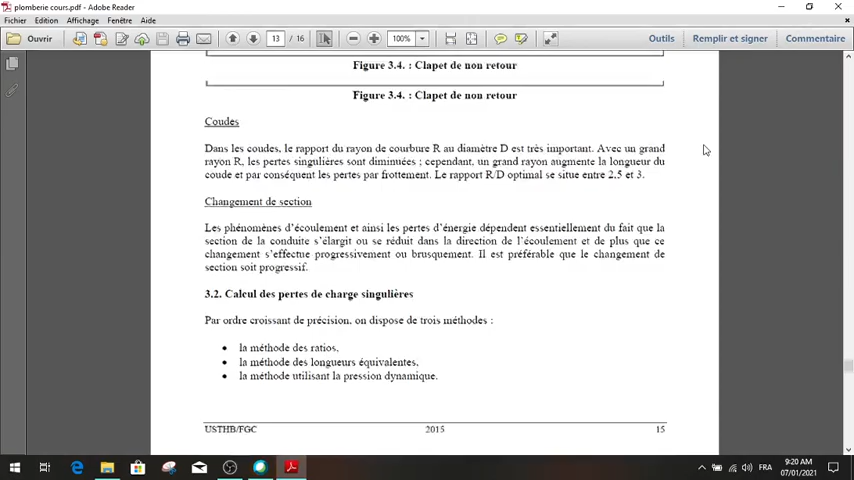 plomberie cours.pdf - Adobe Reader
Fichier Edition Affichage Fenêtre Aide
Ouvrir 13 / 16 100% Outils Remplir et signer Commentaire
Figure 3.4. : Clapet de non retour
Figure 3.4. : Clapet de non retour
Coudes
Dans les coudes, le rapport du rayon de courbure R au diamètre D est très important. Avec un grand
rayon R, les pertes singulières sont diminuées ; cependant, un grand rayon augmente la longueur du
coude et par conséquent les pertes par frottement. Le rapport R/D optimal se situe entre 2,5 et 3.
Changement de section
Les phénomènes d'écoulement et ainsi les pertes d'énergie dépendent essentiellement du fait que la
section de la conduite s'élargit ou se réduit dans la direction de l'écoulement et de plus que ce
changement s'effectue progressivement ou brusquement. Il est préférable que le changement de
section soit progressif.
3.2. Calcul des pertes de charge singulières
Par ordre croissant de précision, on dispose de trois méthodes :
• la méthode des ratios,
• la méthode des longueurs équivalentes,
• la méthode utilisant la pression dynamique.
USTHB/FGC 2015 15
FRA 9:20 AM
07/01/2021